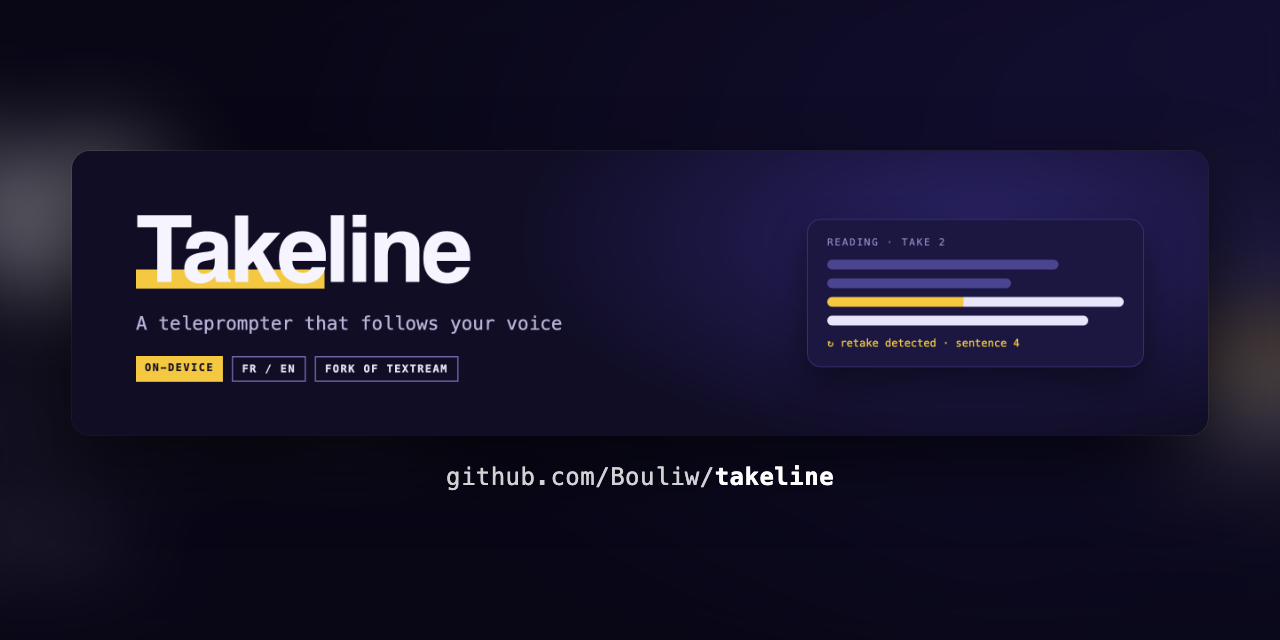 Takeline
A teleprompter that follows your voice
ON-DEVICE FR / EN FORK OF TEXTREAM
READING · TAKE 2
↻ retake detected · sentence 4
github.com/Bouliw/takeline